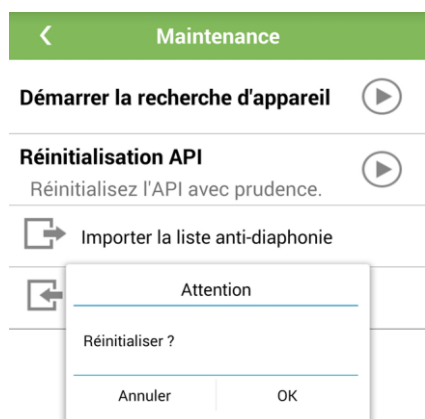 Maintenance
Démarrer la recherche d'appareil
Réinitialisation API
Réinitialisez l'API avec prudence.
Importer la liste anti-diaphonie
Attention
Réinitialiser ?
Annuler OK